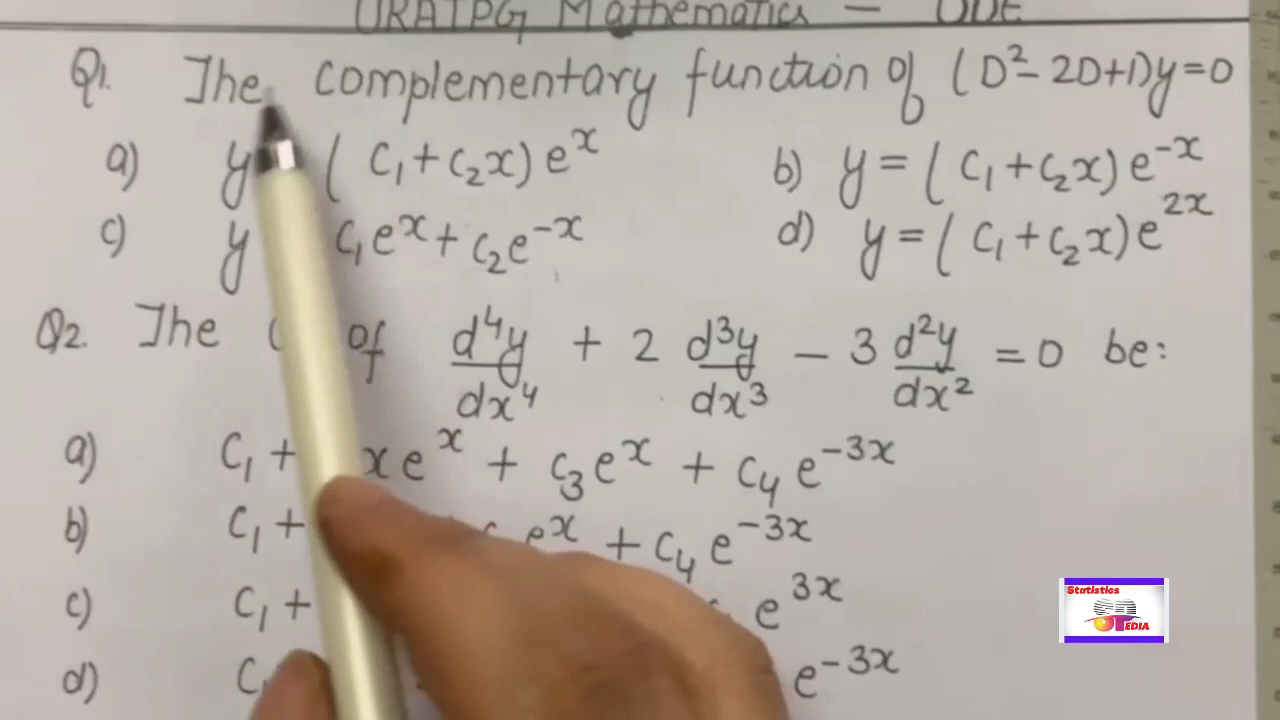 URATPG Mathematics — ODE
Q1. The complementary function of (D²- 2D+1)y=0
a) y ( c₁+c₂x) eˣ b) y = ( c₁+c₂x) e⁻ˣ
c) y c₁eˣ+ c₂e⁻ˣ d) y = ( c₁+c₂x) e²ˣ
Q2. The of d⁴y/dx⁴ + 2 d³y/dx³ – 3 d²y/dx² = 0 be:
a) c₁ + xeˣ + c₃eˣ + c₄e⁻³ˣ
b) c₁ + eˣ + c₄e⁻³ˣ
c) c₁ + e³ˣ
d) e⁻³ˣ
Statistics
PEDIA